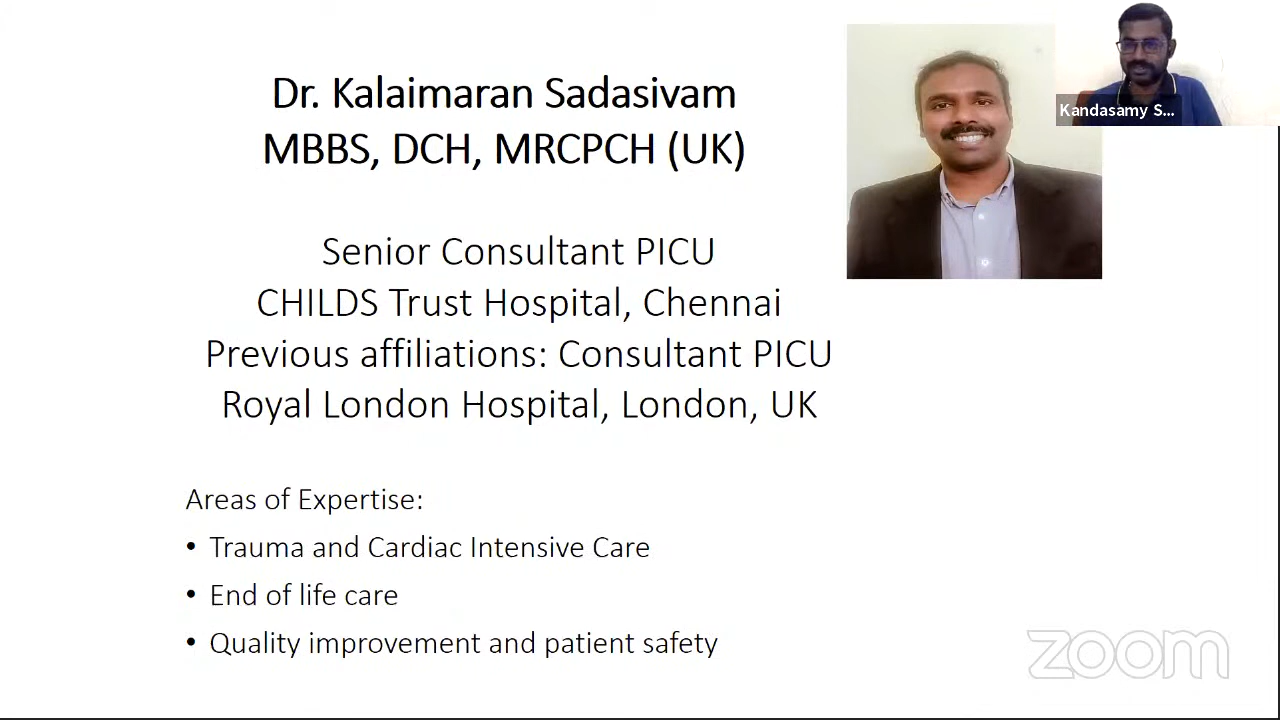 Dr. Kalaimaran Sadasivam
MBBS, DCH, MRCPCH (UK)
Kandasamy S...
Senior Consultant PICU
CHILDS Trust Hospital, Chennai
Previous affiliations: Consultant PICU
Royal London Hospital, London, UK
Areas of Expertise:
• Trauma and Cardiac Intensive Care
• End of life care
• Quality improvement and patient safety
zoom